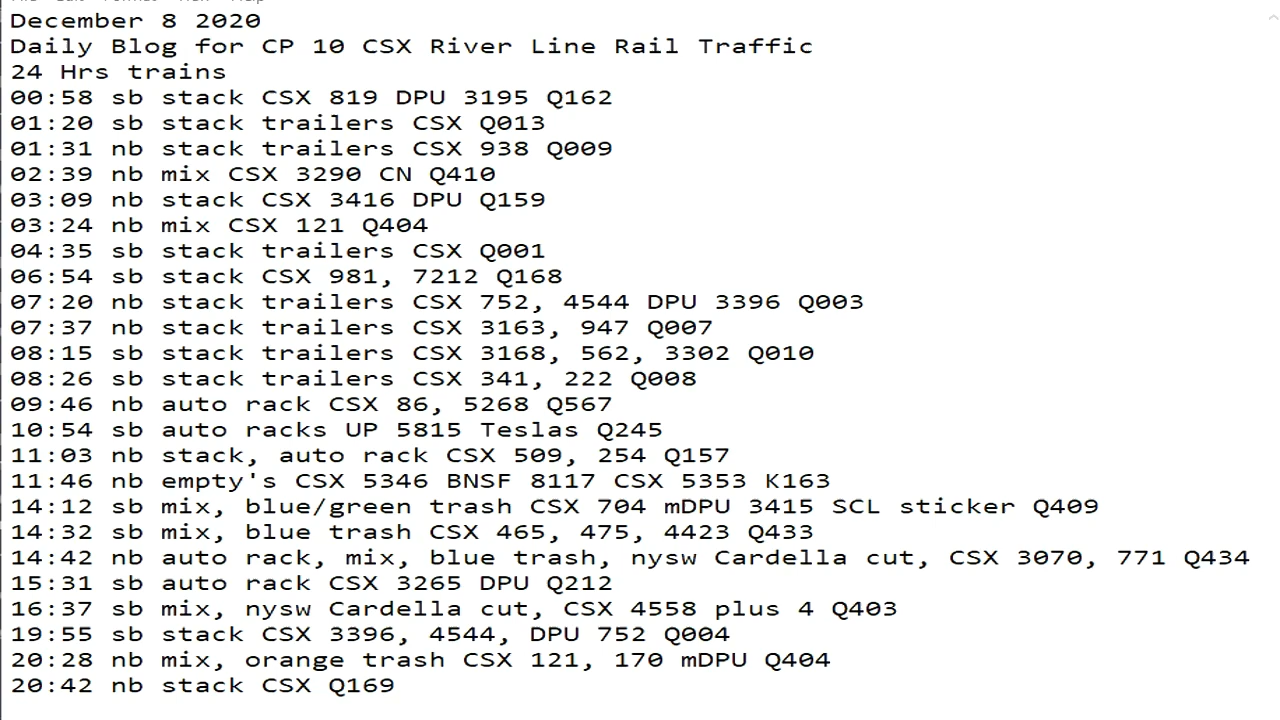 December 8 2020
Daily Blog for CP 10 CSX River Line Rail Traffic
24 Hrs trains
00:58 sb stack CSX 819 DPU 3195 Q162
01:20 sb stack trailers CSX Q013
01:31 nb stack trailers CSX 938 Q009
02:39 nb mix CSX 3290 CN Q410
03:09 nb stack CSX 3416 DPU Q159
03:24 nb mix CSX 121 Q404
04:35 sb stack trailers CSX Q001
06:54 sb stack CSX 981, 7212 Q168
07:20 nb stack trailers CSX 752, 4544 DPU 3396 Q003
07:37 nb stack trailers CSX 3163, 947 Q007
08:15 sb stack trailers CSX 3168, 562, 3302 Q010
08:26 sb stack trailers CSX 341, 222 Q008
09:46 nb auto rack CSX 86, 5268 Q567
10:54 sb auto racks UP 5815 Teslas Q245
11:03 nb stack, auto rack CSX 509, 254 Q157
11:46 nb empty's CSX 5346 BNSF 8117 CSX 5353 K163
14:12 sb mix, blue/green trash CSX 704 mDPU 3415 SCL sticker Q409
14:32 sb mix, blue trash CSX 465, 475, 4423 Q433
14:42 nb auto rack, mix, blue trash, nysw Cardella cut, CSX 3070, 771 Q434
15:31 sb auto rack CSX 3265 DPU Q212
16:37 sb mix, nysw Cardella cut, CSX 4558 plus 4 Q403
19:55 sb stack CSX 3396, 4544, DPU 752 Q004
20:28 nb mix, orange trash CSX 121, 170 mDPU Q404
20:42 nb stack CSX Q169